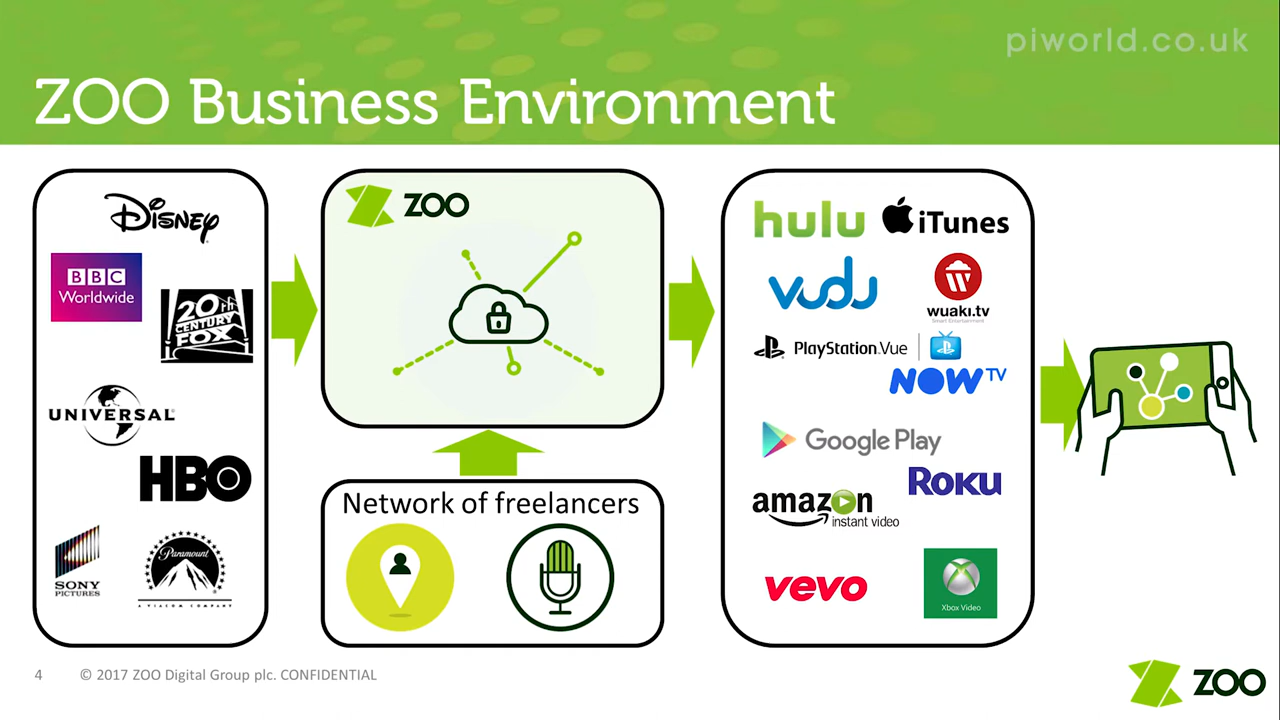 piworld.co.uk
ZOO Business Environment
DISNEY
BBC
Worldwide
20TH
CENTURY
FOX
UNIVERSAL
HBO
SONY
PICTURES
Paramount
A VIACOM COMPANY
ZOO
Network of freelancers
hulu
iTunes
vudu
wuaki.tv
Smart Entertainment
PlayStation Vue
NOW TV
Google Play
ROKU
amazon
instant video
vevo
Xbox Video
4 © 2017 ZOO Digital Group plc. CONFIDENTIAL
ZOO